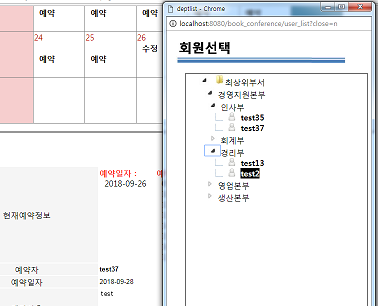 예약
예약
예약
24
25
26
수정
예약
예약
예약
예약일자 :
예
2018-09-26
현재예약정보
예약자
test37
예약일자
2018-09-28
test
deptlist - Chrome
localhost:8080/book_conference/user_list?close=n
회원선택
최상위부서
경영지원본부
인사부
test35
test37
회계부
경리부
test13
test2
영업본부
생산본부